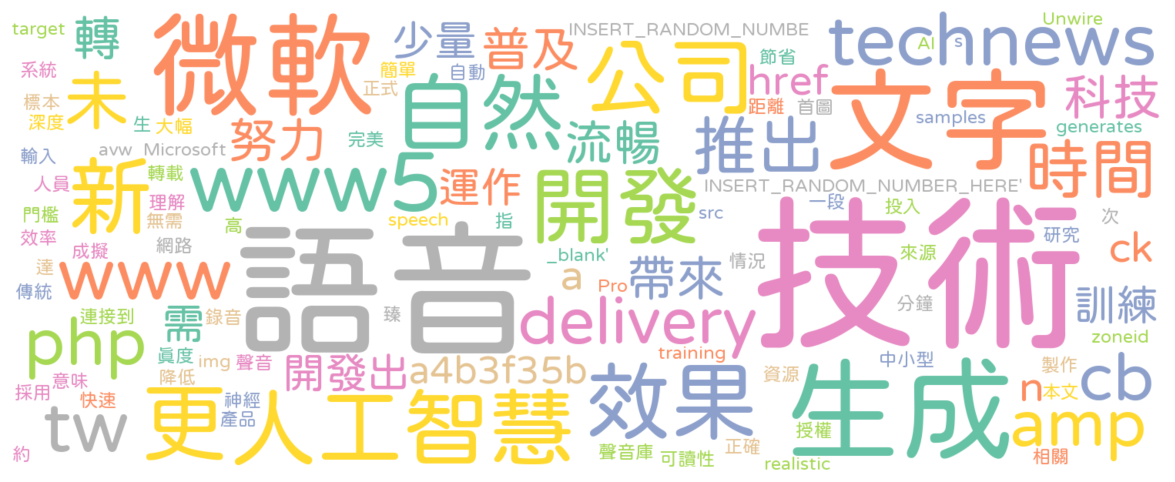 target
轉
微軟
少量
普及
INSERT_RANDOM_NUMBE
公司
節省
technews
AI
s
Unwire
系統
未
簡單
自動
正式
自然
href
距離
首圖
文字
科技
標本
深度
生
大幅
努力
完美
流暢
推出
samples
generates
輸入
avw
Microsoft
新
轉載
理解
無需
www5
運作
開發
INSERT_RANDOM_NUMBER_HERE'
時間
人員
門檻
效率
高
speech
指
src
一段
投入
技術
次
研究
達
成擬
網路
www
語音
_blank'
a
Pro
帶來
情況
來源
ck
傳統
連接到
需
錄音
臻
delivery
分鐘
訓練
php
真度
img
聲音
降低
開發出
training
a4b3f35b
zoneid
採用
意味
快速
神經
產品
效果
資源
中小型
製作
本文
n
cb
tw
更
人工智慧
生成
授權
amp
約
聲音庫
可讀性
正確
realistic
相關